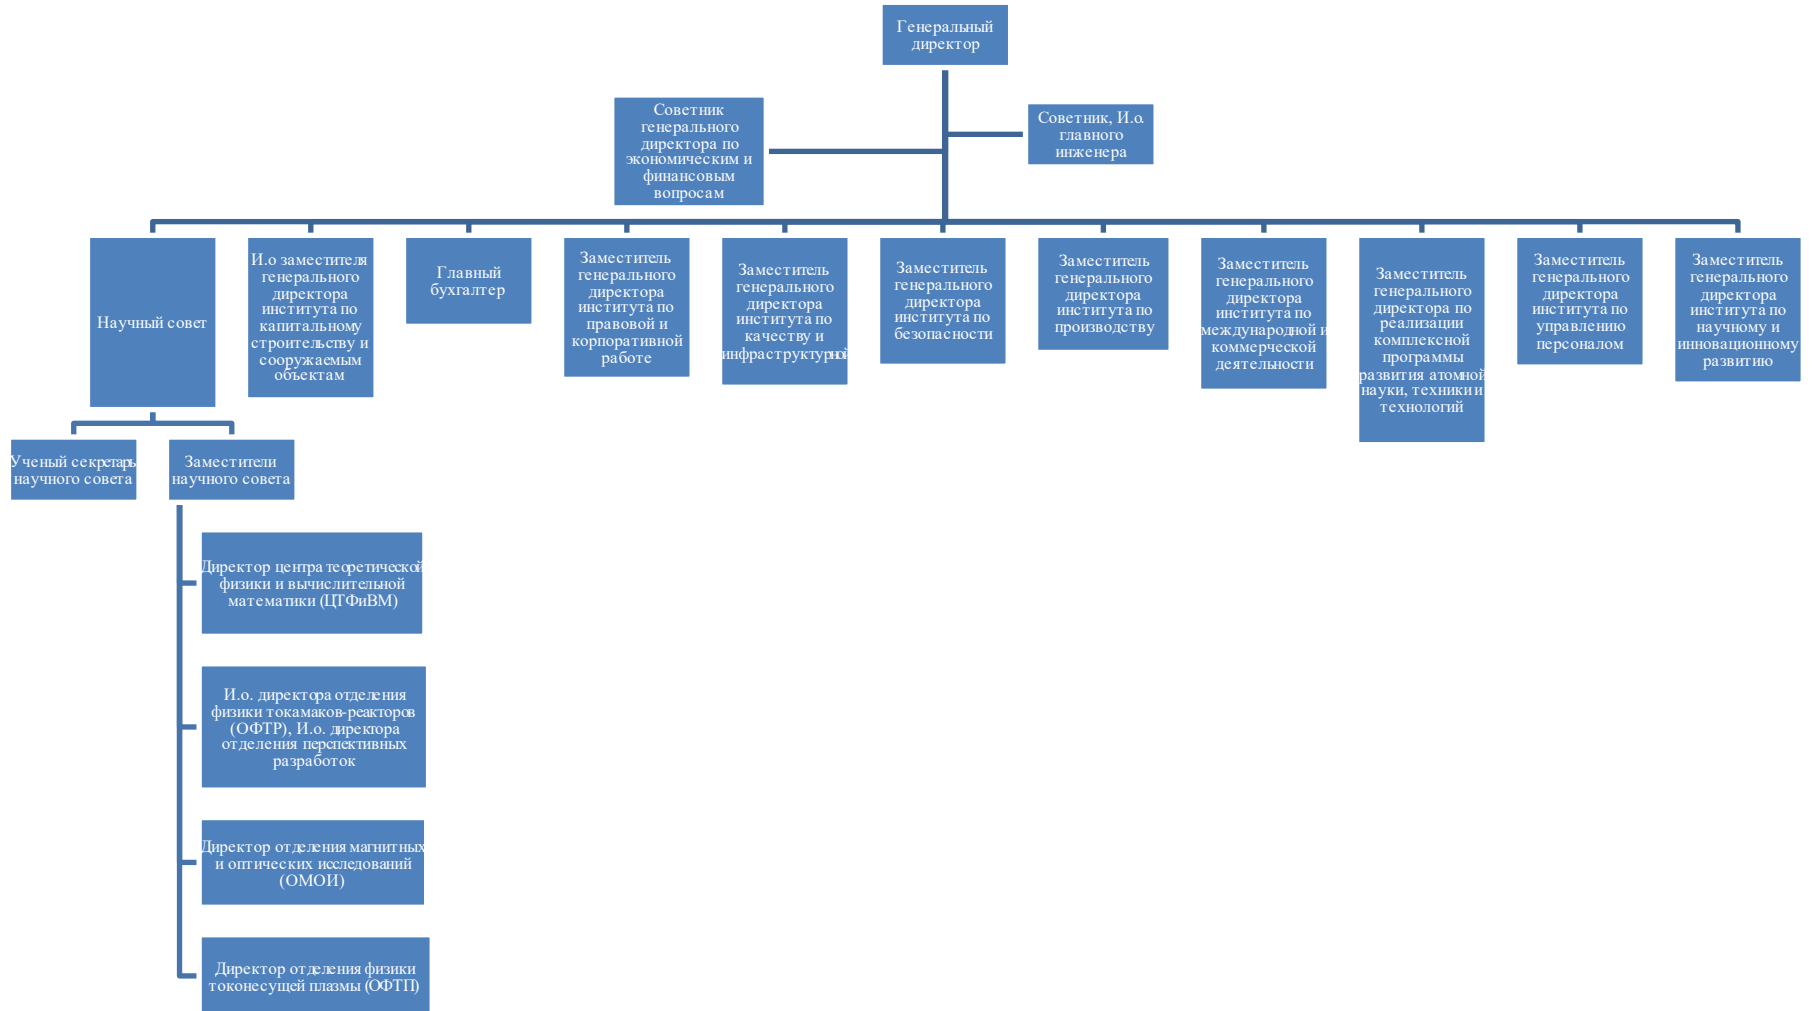 Генеральный
директор
Советник
генерального
директора по
экономическим и
финансовым
вопросам
Советник, И.о.
главного
инженера
Научный совет
И.о заместителя
генерального
директора
института по
капитальному
строительству и
сооружаемым
объектам
Главный
бухгалтер
Заместитель
генерального
директора
института по
правовой и
корпоративной
работе
Заместитель
генерального
директора
института по
качеству и
инфраструктурной
Заместитель
генерального
директора
института по
безопасности
Заместитель
генерального
директора
института по
производству
Заместитель
генерального
директора
института по
международной и
коммерческой
деятельности
Заместитель
генерального
директора по
реализации
комплексной
программы
развития атомной
науки, техники и
технологий
Заместитель
генерального
директора
института по
управлению
персоналом
Заместитель
генерального
директора
института по
научному и
инновационному
развитию
Ученый секретарь
научного совета
Заместители
научного совета
Директор центра теоретической
физики и вычислительной
математики (ЦТФиВМ)
И.о. директора отделения
физики токамаков-реакторов
(ОФТР), И.о. директора
отделения перспективных
разработок
Директор отделения магнитных
и оптических исследований
(ОМОИ)
Директор отделения физики
токонесущей плазмы (ОФТП)